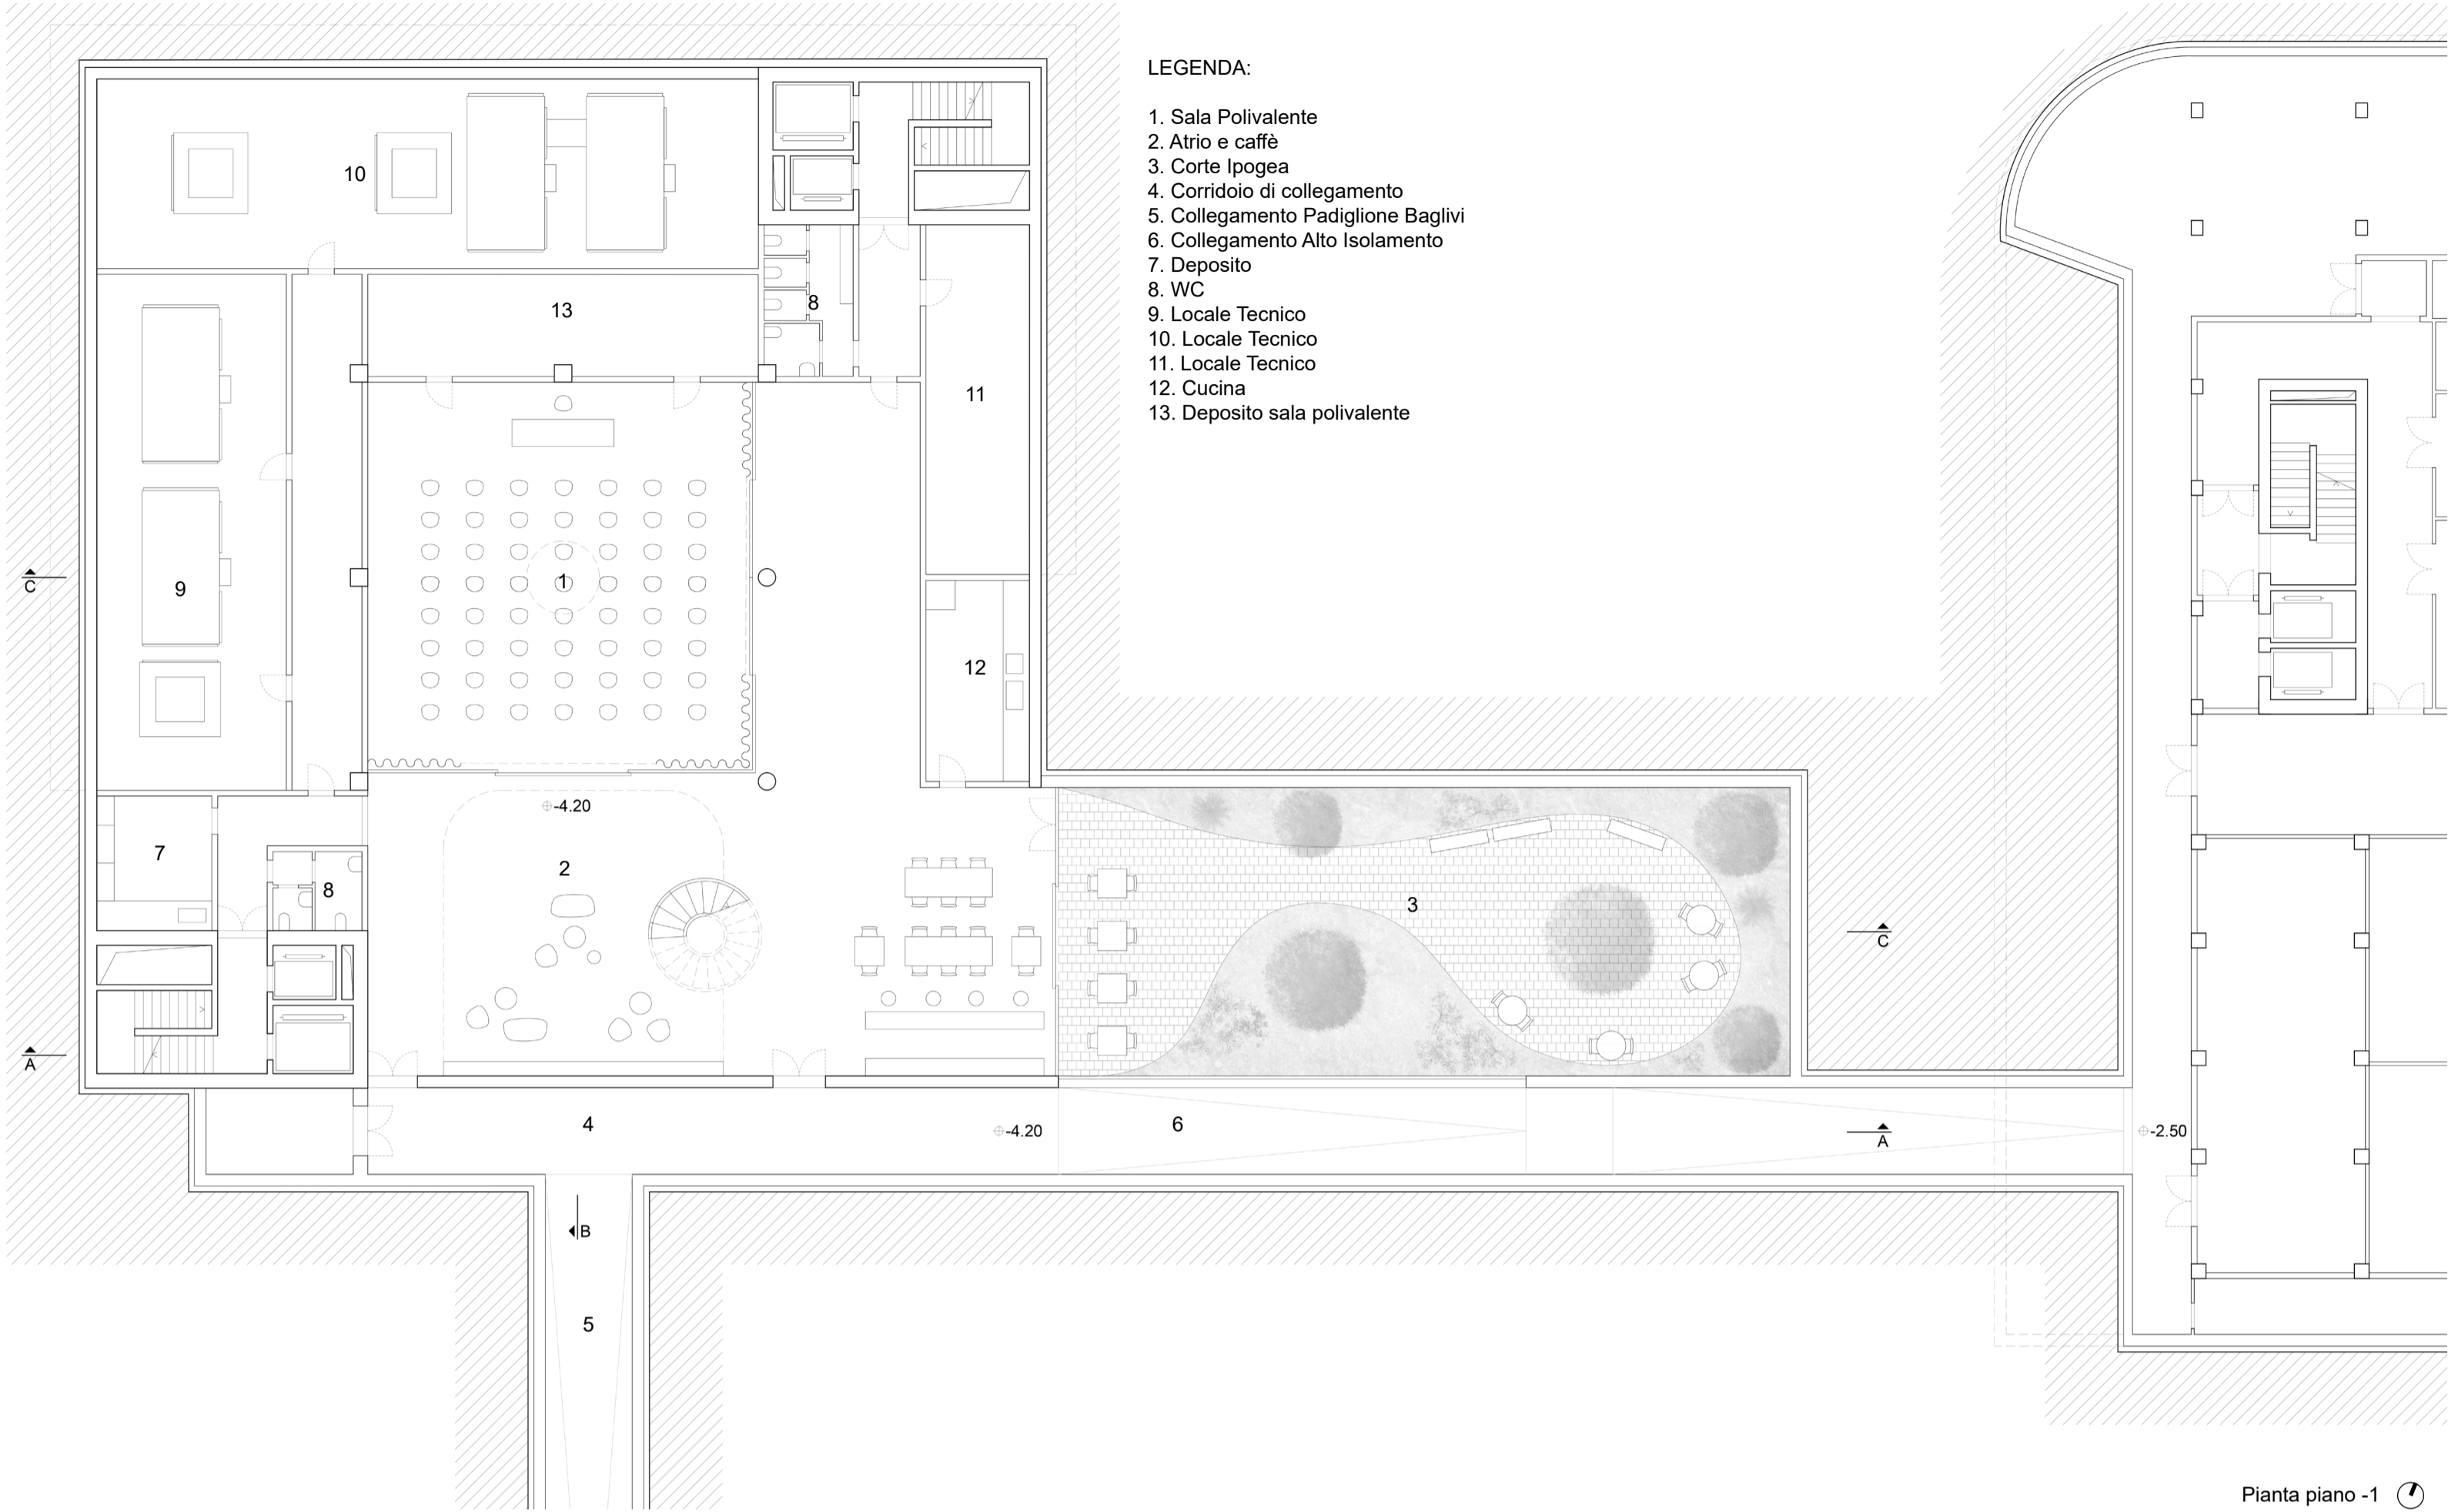 LEGENDA:
1. Sala Polivalente
2. Atrio e caffè
3. Corte Ipogea
4. Corridoio di collegamento
5. Collegamento Padiglione Baglivi
6. Collegamento Alto Isolamento
7. Deposito
8. WC
9. Locale Tecnico
10. Locale Tecnico
11. Locale Tecnico
12. Cucina
13. Deposito sala polivalente
10
13
8
11
C
9
1
12
-4.20
7
2
8
3
C
A
4
-4.20
6
A
-2.50
B
5
Pianta piano -1